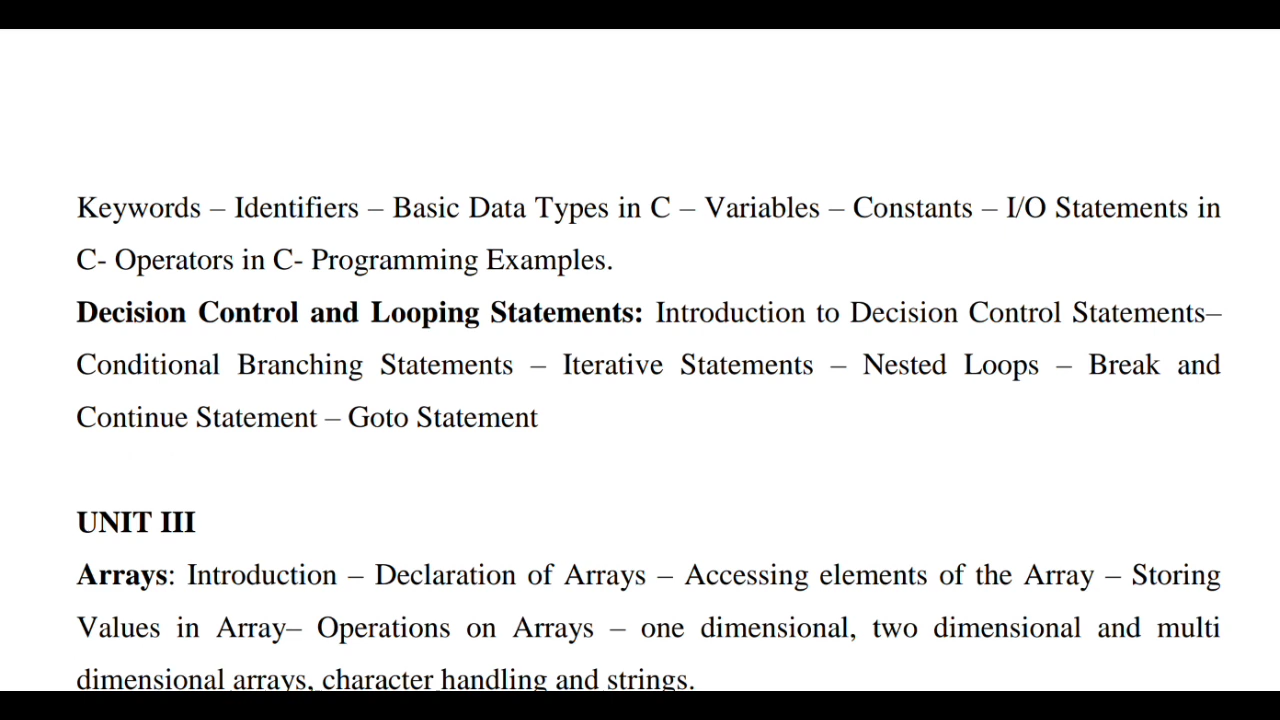 Keywords – Identifiers – Basic Data Types in C – Variables – Constants – I/O Statements in
C- Operators in C- Programming Examples.
Decision Control and Looping Statements: Introduction to Decision Control Statements–
Conditional Branching Statements – Iterative Statements – Nested Loops – Break and
Continue Statement – Goto Statement
UNIT III
Arrays: Introduction – Declaration of Arrays – Accessing elements of the Array – Storing
Values in Array– Operations on Arrays – one dimensional, two dimensional and multi
dimensional arrays, character handling and strings.